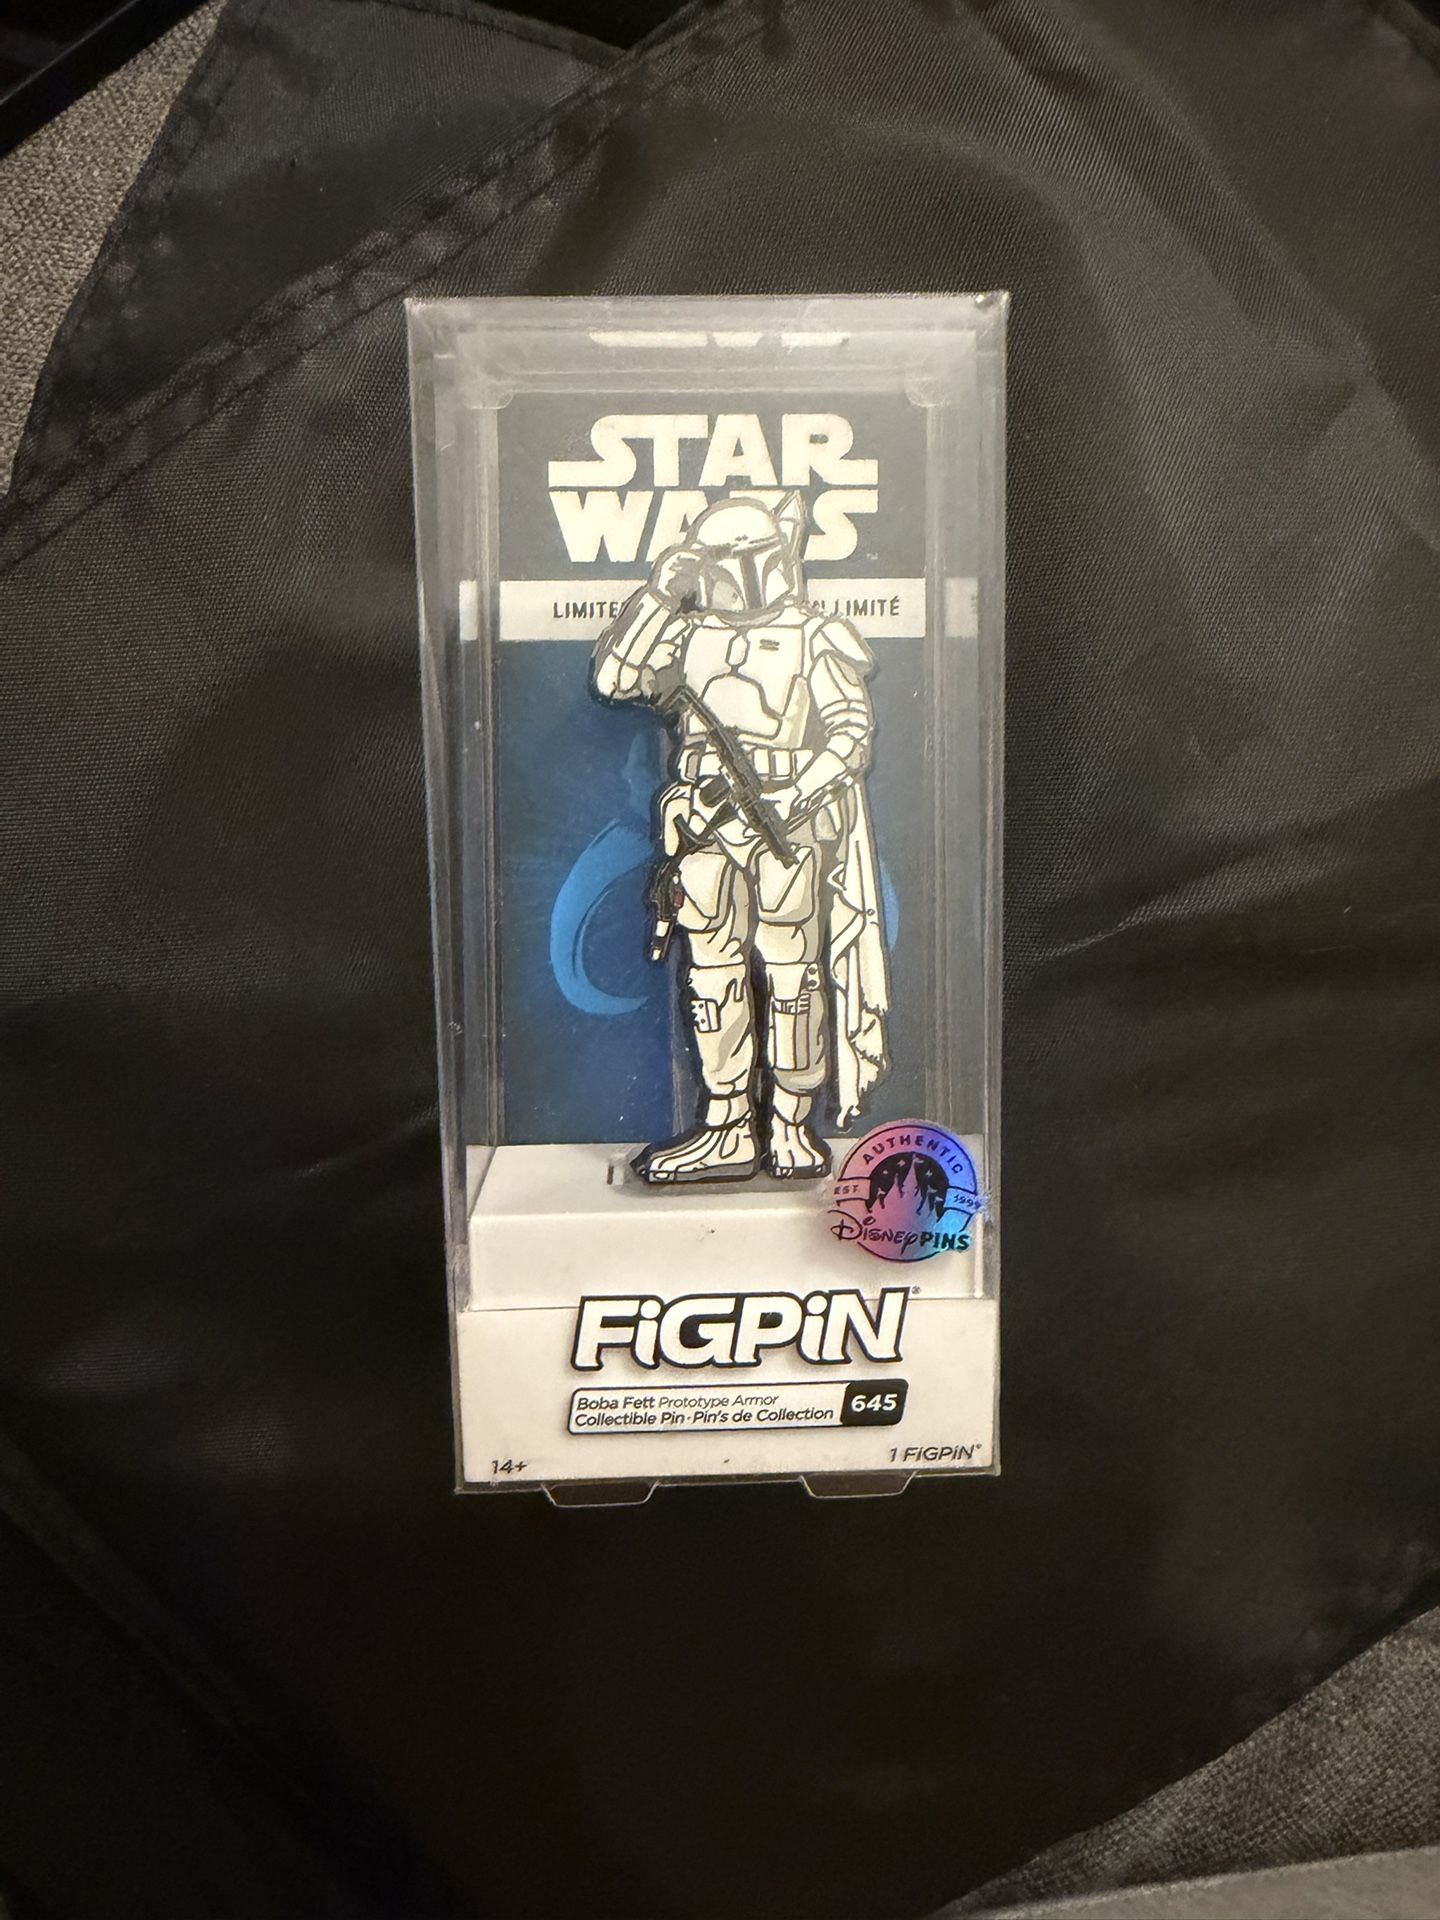 STAR
WARS
LIMITE
N LIMITÉ
AUTHENTIC
EST. 1999
DISNEY PINS
FiGPiN®
Boba Fett Prototype Armor
Collectible Pin • Pin's de Collection 645
14+
1 FiGPiN®